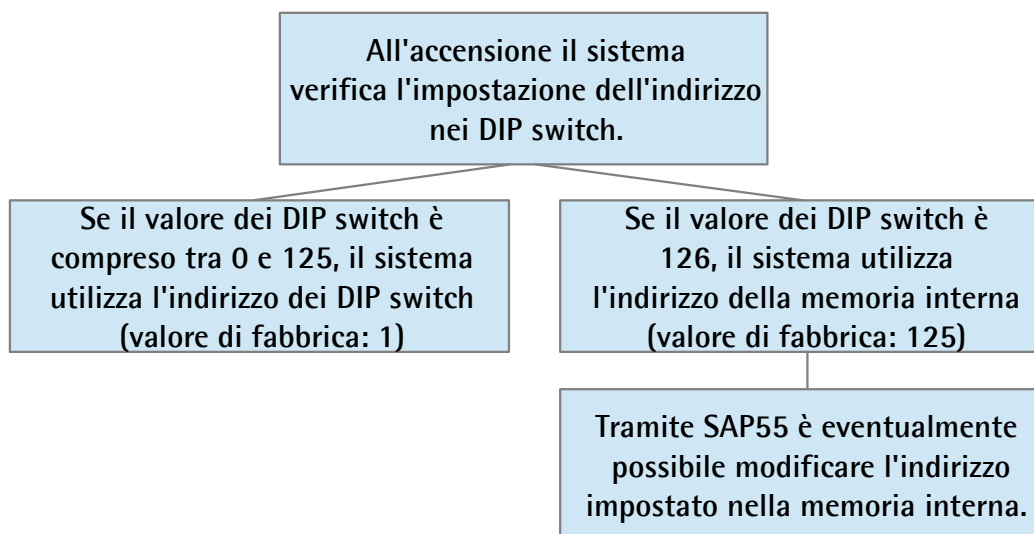 All'accensione il sistema
verifica l'impostazione dell'indirizzo
nei DIP switch.
Se il valore dei DIP switch è
compreso tra 0 e 125, il sistema
utilizza l'indirizzo dei DIP switch
(valore di fabbrica: 1)
Se il valore dei DIP switch è
126, il sistema utilizza
l'indirizzo della memoria interna
(valore di fabbrica: 125)
Tramite SAP55 è eventualmente
possibile modificare l'indirizzo
impostato nella memoria interna.